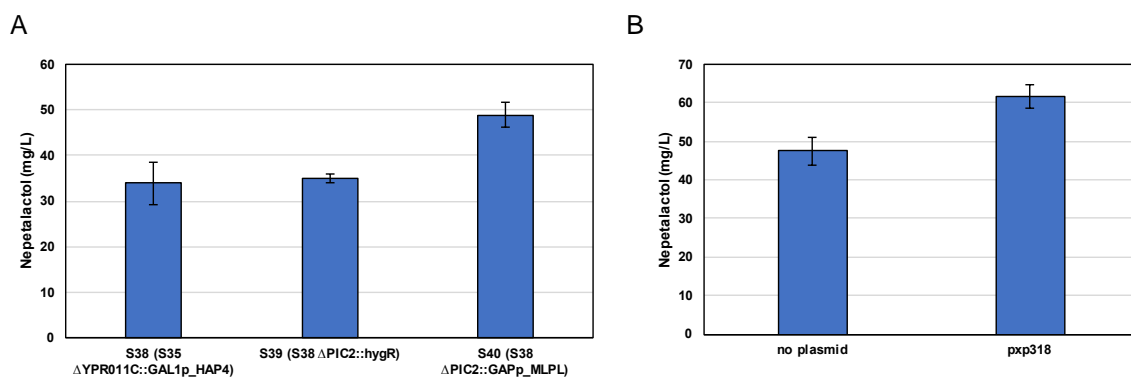 A
B
60
50
40
30
20
10
0
Nepetalactol (mg/L)
S38 (S35
ΔYPR011C::GAL1p_HAP4)
S39 (S38 ΔPIC2::hygR)
S40 (S38
ΔPIC2::GAPp_MLPL)
70
60
50
40
30
20
10
0
Nepetalactol (mg/L)
no plasmid
pxp318